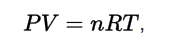 PV = nRT,